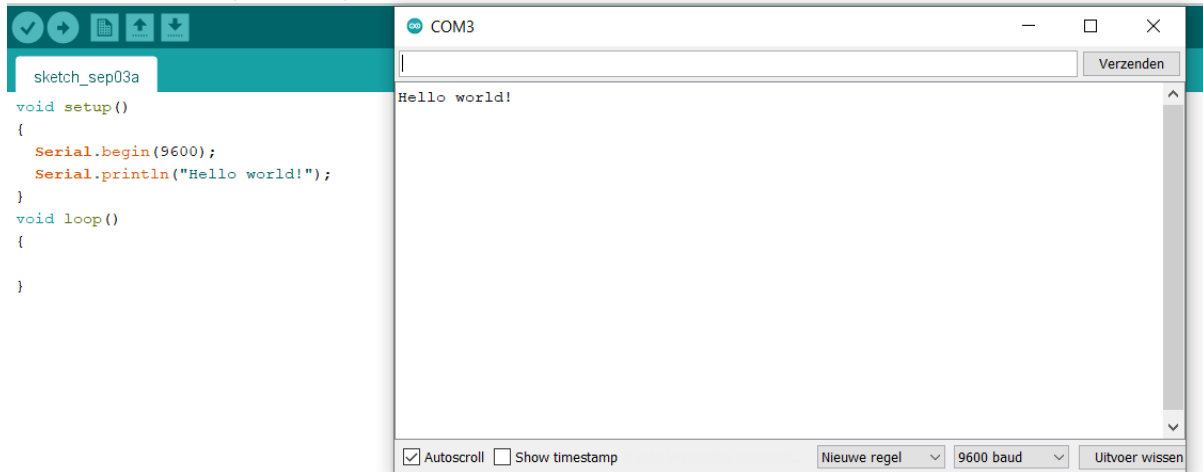 sketch_sep03a
void setup()
{
  Serial.begin(9600);
  Serial.println("Hello world!");
}
void loop()
{

}
COM3
Verzenden
Hello world!
Autoscroll Show timestamp Nieuwe regel 9600 baud Uitvoer wissen